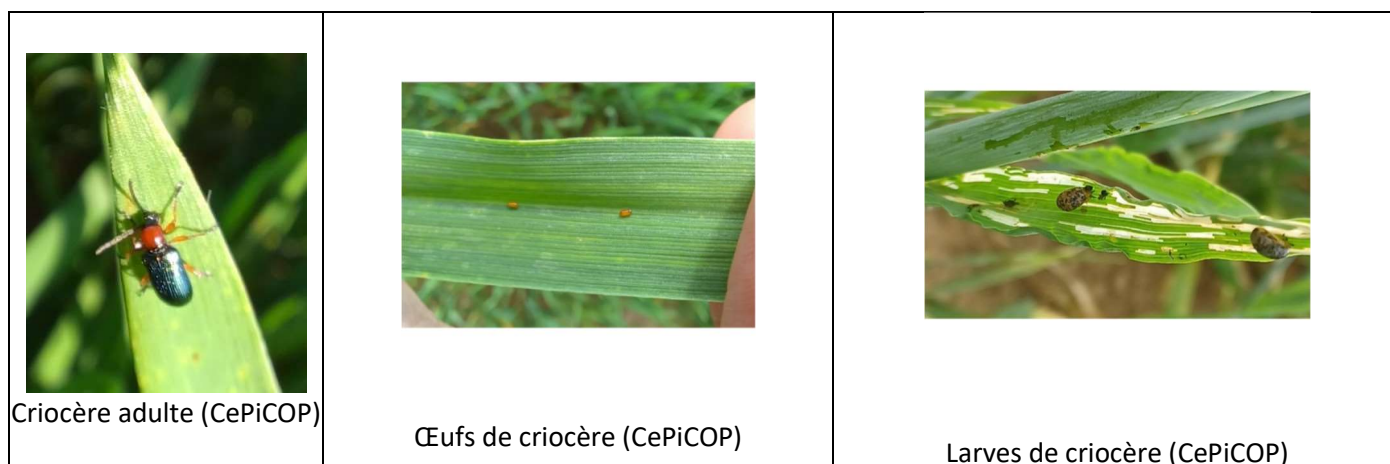 Criocère adulte (CePiCOP)
Œufs de criocère (CePiCOP)
Larves de criocère (CePiCOP)